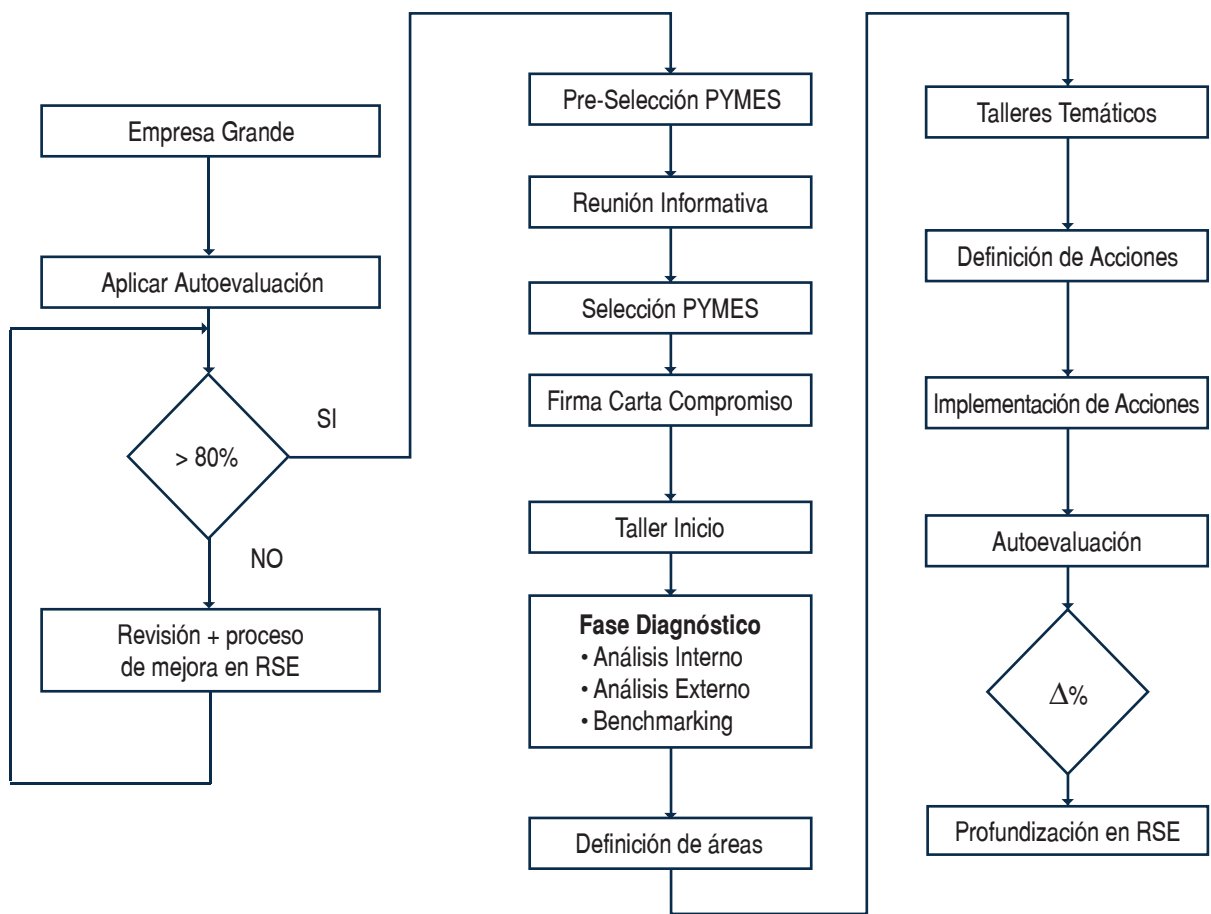 Empresa Grande
Aplicar Autoevaluación
> 80%
SI
NO
Revisión + proceso
de mejora en RSE
Pre-Selección PYMES
Reunión Informativa
Selección PYMES
Firma Carta Compromiso
Taller Inicio
Fase Diagnóstico
• Análisis Interno
• Análisis Externo
• Benchmarking
Definición de áreas
Talleres Temáticos
Definición de Acciones
Implementación de Acciones
Autoevaluación
Δ%
Profundización en RSE